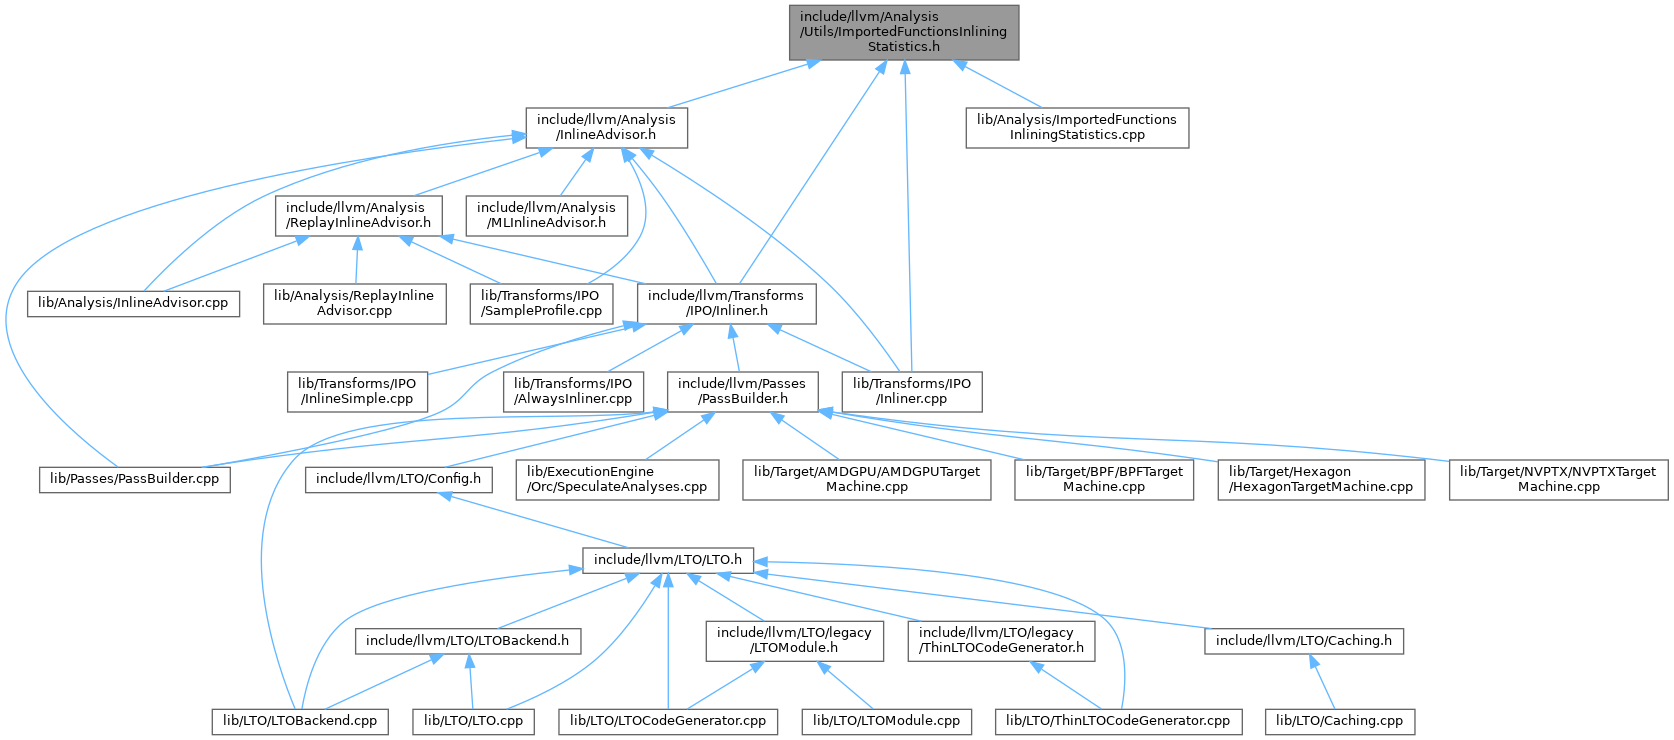 include/llvm/Analysis
/Utils/ImportedFunctionsInlining
Statistics.h
include/llvm/Analysis
/InlineAdvisor.h
lib/Analysis/ImportedFunctions
InliningStatistics.cpp
include/llvm/Analysis
/ReplayInlineAdvisor.h
include/llvm/Analysis
/MLInlineAdvisor.h
lib/Analysis/InlineAdvisor.cpp
lib/Analysis/ReplayInline
Advisor.cpp
lib/Transforms/IPO
/SampleProfile.cpp
include/llvm/Transforms
/IPO/Inliner.h
lib/Transforms/IPO
/InlineSimple.cpp
lib/Transforms/IPO
/AlwaysInliner.cpp
include/llvm/Passes
/PassBuilder.h
lib/Transforms/IPO
/Inliner.cpp
lib/Passes/PassBuilder.cpp
include/llvm/LTO/Config.h
lib/ExecutionEngine
/Orc/SpeculateAnalyses.cpp
lib/Target/AMDGPU/AMDGPUTarget
Machine.cpp
lib/Target/BPF/BPFTarget
Machine.cpp
lib/Target/Hexagon
/HexagonTargetMachine.cpp
lib/Target/NVPTX/NVPTXTarget
Machine.cpp
include/llvm/LTO/LTO.h
include/llvm/LTO/LTOBackend.h
include/llvm/LTO/legacy
/LTOModule.h
include/llvm/LTO/legacy
/ThinLTOCodeGenerator.h
include/llvm/LTO/Caching.h
lib/LTO/LTOBackend.cpp
lib/LTO/LTO.cpp
lib/LTO/LTOCodeGenerator.cpp
lib/LTO/LTOModule.cpp
lib/LTO/ThinLTOCodeGenerator.cpp
lib/LTO/Caching.cpp